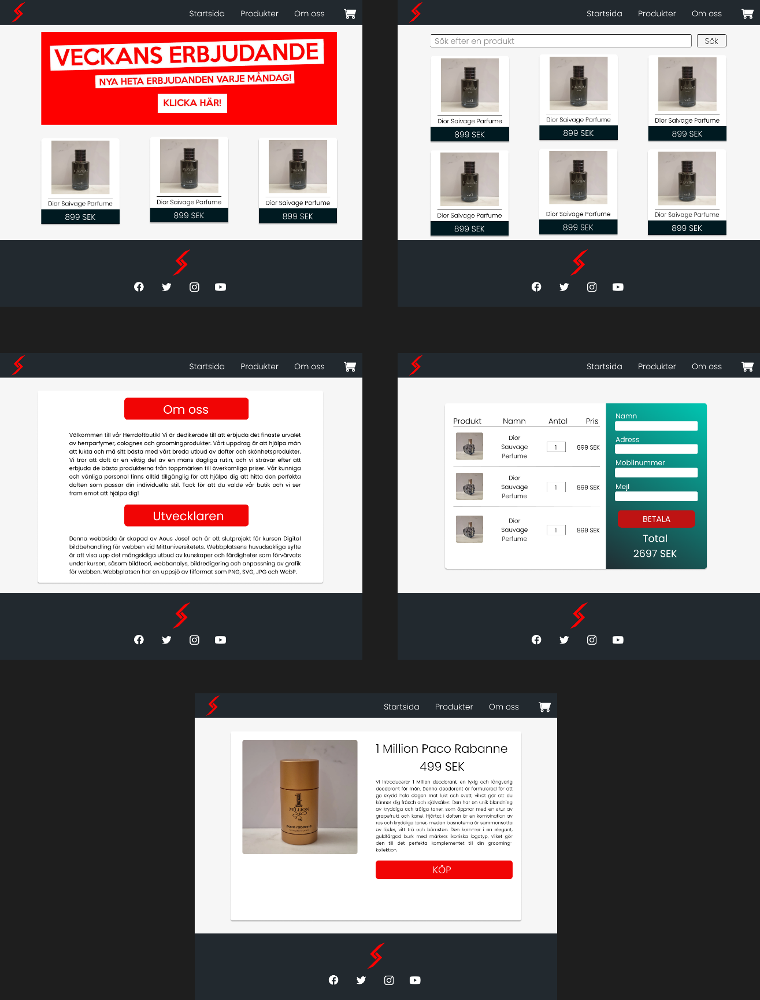 Startsida Produkter Om oss
VECKANS ERBJUDANDE
NYA HETA ERBJUDANDEN VARJE MÅNDAG!
KLICKA HÄR!
Dior Saivage Parfume
899 SEK
Dior Saivage Parfume
899 SEK
Dior Saivage Parfume
899 SEK
Startsida Produkter Om oss
Sök efter en produkt
Sök
Dior Saivage Parfume
899 SEK
Dior Saivage Parfume
899 SEK
Dior Saivage Parfume
899 SEK
Dior Saivage Parfume
899 SEK
Dior Saivage Parfume
899 SEK
Dior Saivage Parfume
899 SEK
Startsida Produkter Om oss
Om oss
Välkommen till vår Herrdoftbutik! Vi är dedikerade till att erbjuda det finaste urvalet
av herrparfymer, colognes och groomingprodukter. Vårt uppdrag är att hjälpa män
att lukta och må sitt bästa med vårt breda utbud av dofter och skönhetsprodukter.
Vi tror att doft är en viktig del av en mans dagliga rutin, och vi strävar efter att
erbjuda de bästa produkterna från toppmärken till överkomliga priser. Vår kunniga
och vänliga personal finns alltid tillgänglig för att hjälpa dig att hitta den perfekta
doften som passar din individuella stil. Tack för att du valde vår butik och vi ser
fram emot att hjälpa dig!
Utvecklaren
Denna webbsida är skapad av Aous Josef och är ett slutprojekt för kursen Digital
bildbehandling för webben vid Mittuniversitetets. Webbplatsens huvudsakliga syfte
är att visa upp det mångsidiga utbud av kunskaper och färdigheter som förvärvats
under kursen, såsom bildteori, webbanalys, bildredigering och anpassning av grafik
för webben. Webbplatsen har en uppsjö av filformat som PNG, SVG, JPG och WebP.
Startsida Produkter Om oss
Produkt Namn Antal Pris
Dior
Sauvage
Perfume
1
899 SEK
Dior
Sauvage
Perfume
1
899 SEK
Dior
Sauvage
Perfume
1
899 SEK
Namn
Adress
Mobilnummer
Mejl
BETALA
Total
2697 SEK
Startsida Produkter Om oss
MILLION
paco rabanne
1 Million Paco Rabanne
499 SEK
Vi introducerar 1 Million deodorant, en lyxig och långvarig
deodorant för män. Denna deodorant är formulerad för att
ge skydd hela dagen mot lukt och svett, vilket gör att du
känner dig fräsch och självsäker. Den har en unik blandning
av kryddiga och träiga toner, som öppnar med en skur av
grapefrukt och kanel. Hjärtat i doften är en kombination av
ros och kryddiga toner, medan basnoterna är sammansatta
av läder, vitt trä och bärnsten. Den kommer i en elegant,
guldfärgad burk med märkets ikoniska logotyp, vilket gör
den till det perfekta komplementet till din grooming-
kollektion.
KÖP